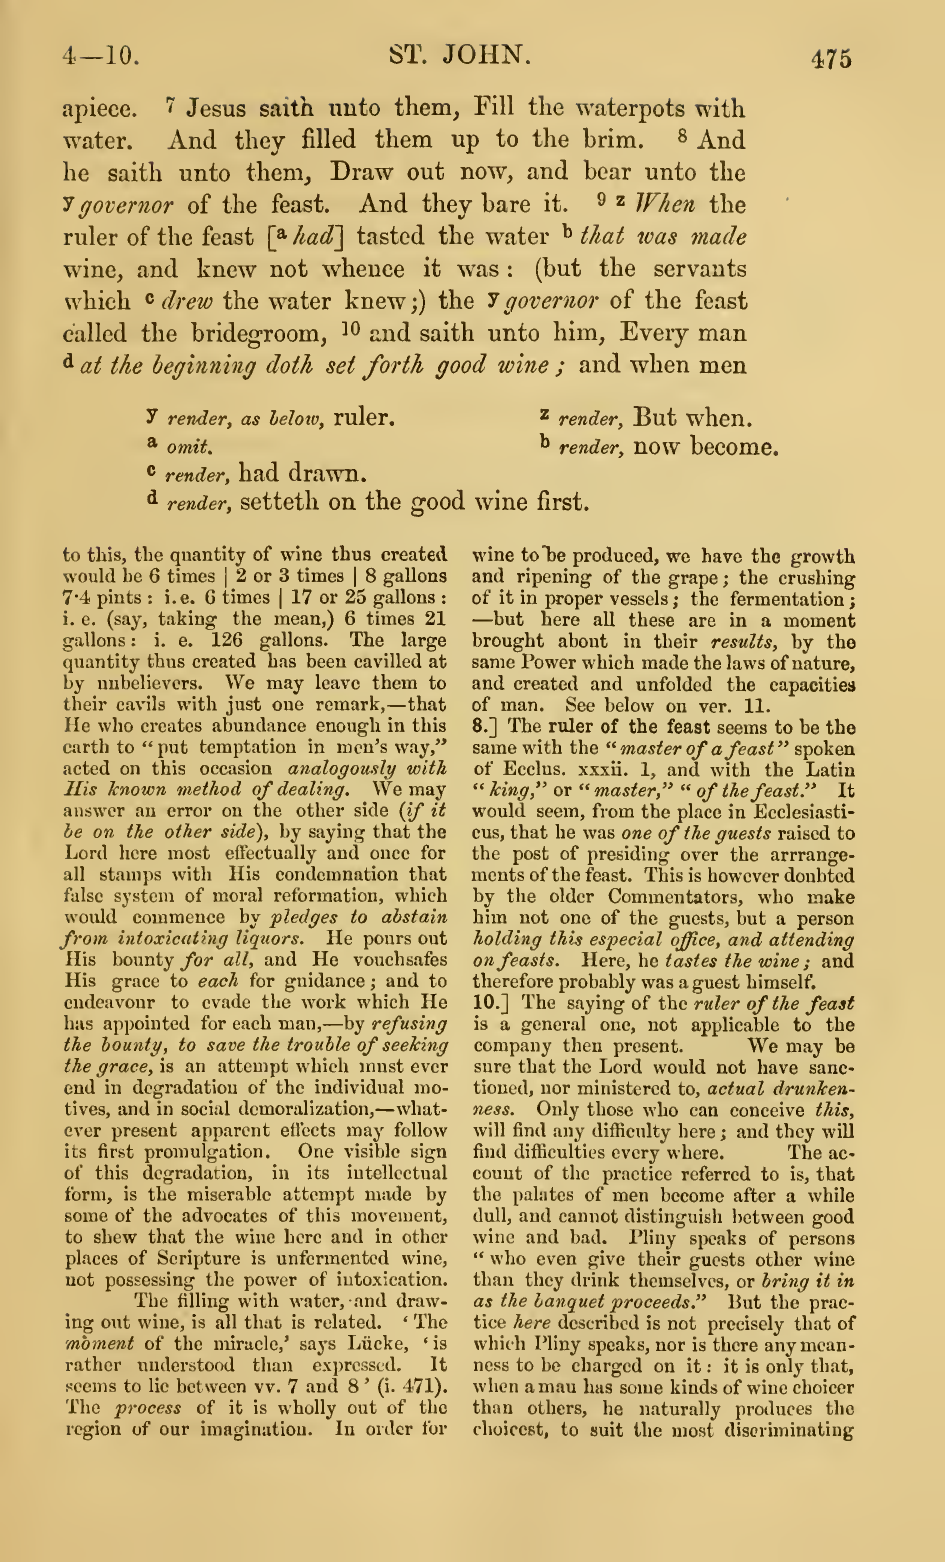 4—10.
ST. JOHN.
475
apiece. 7 Jesus saith unto them, Fill the waterpots with
water. And they filled them up to the brim. 8 And
he saith unto them, Draw out now, and bear unto the
y governor of the feast. And they bare it. 9 z When the
ruler of the feast [a had] tasted the water b that was made
wine, and knew not whence it was : (but the servants
which c drew the water knew ;) the y governor of the feast
called the bridegroom, 10 and saith unto him, Every man
d at the beginning doth set forth good wine ; and when men
y render, as below, ruler.
z render, But when.
a omit.
b render, now become.
c render, had drawn.
d render, setteth on the good wine first.
to this, the quantity of wine thus created
would be 6 times | 2 or 3 times | 8 gallons
7·4 pints : i.e. 6 times | 17 or 25 gallons :
i. e. (say, taking the mean,) 6 times 21
gallons : i. e. 126 gallons. The large
quantity thus created has been cavilled at
by unbelievers. We may leave them to
their cavils with just one remark,—that
He who creates abundance enough in this
earth to “ put temptation in men's way,”
acted on this occasion analogously with
His known method of dealing. We may
answer an error on the other side (if it
be on the other side), by saying that the
Lord here most effectually and once for
all stamps with His condemnation that
false system of moral reformation, which
would commence by pledges to abstain
from intoxicating liquors. He pours out
His bounty for all, and He vouchsafes
His grace to each for guidance ; and to
endeavour to evade the work which He
has appointed for each man,—by refusing
the bounty, to save the trouble of seeking
the grace, is an attempt which must ever
end in degradation of the individual mo-
tives, and in social demoralization,—what-
ever present apparent effects may follow
its first promulgation. One visible sign
of this degradation, in its intellectual
form, is the miserable attempt made by
some of the advocates of this movement,
to shew that the wine here and in other
places of Scripture is unfermented wine,
not possessing the power of intoxication.
The filling with water, and draw-
ing out wine, is all that is related. ‘ The
moment of the miracle,’ says Lücke, ‘ is
rather understood than expressed. It
seems to lie between vv. 7 and 8 ’ (i. 471).
The process of it is wholly out of the
region of our imagination. In order for
wine to be produced, we have the growth
and ripening of the grape ; the crushing
of it in proper vessels ; the fermentation ;
—but here all these are in a moment
brought about in their results, by the
same Power which made the laws of nature,
and created and unfolded the capacities
of man. See below on ver. 11.
8.] The ruler of the feast seems to be the
same with the “ master of a feast ” spoken
of Ecclus. xxxii. 1, and with the Latin
“ king,” or “ master,” “ of the feast.” It
would seem, from the place in Ecclesiasti-
cus, that he was one of the guests raised to
the post of presiding over the arrrange-
ments of the feast. This is however doubted
by the older Commentators, who make
him not one of the guests, but a person
holding this especial office, and attending
on feasts. Here, he tastes the wine ; and
therefore probably was a guest himself.
10.] The saying of the ruler of the feast
is a general one, not applicable to the
company then present. We may be
sure that the Lord would not have sanc-
tioned, nor ministered to, actual drunken-
ness. Only those who can conceive this,
will find any difficulty here ; and they will
find difficulties every where. The ac-
count of the practice referred to is, that
the palates of men become after a while
dull, and cannot distinguish between good
wine and bad. Pliny speaks of persons
“ who even give their guests other wine
than they drink themselves, or bring it in
as the banquet proceeds.” But the prac-
tice here described is not precisely that of
which Pliny speaks, nor is there any mean-
ness to be charged on it : it is only that,
when a mau has some kinds of wine choicer
than others, he naturally produces the
choicest, to suit the most discriminating